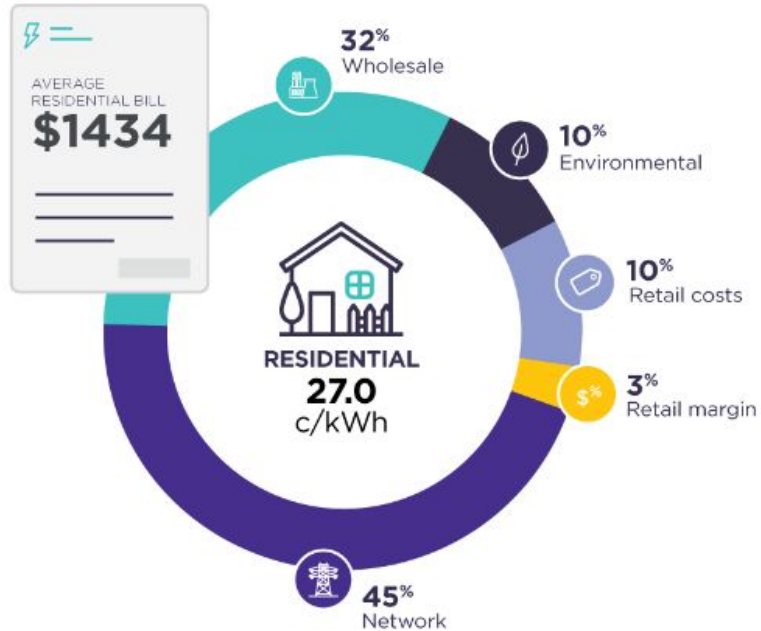 AVERAGE
RESIDENTIAL BILL
$1434
32%
Wholesale
10%
Environmental
10%
Retail costs
$%
3%
Retail margin
RESIDENTIAL
27.0
c/kWh
45%
Network